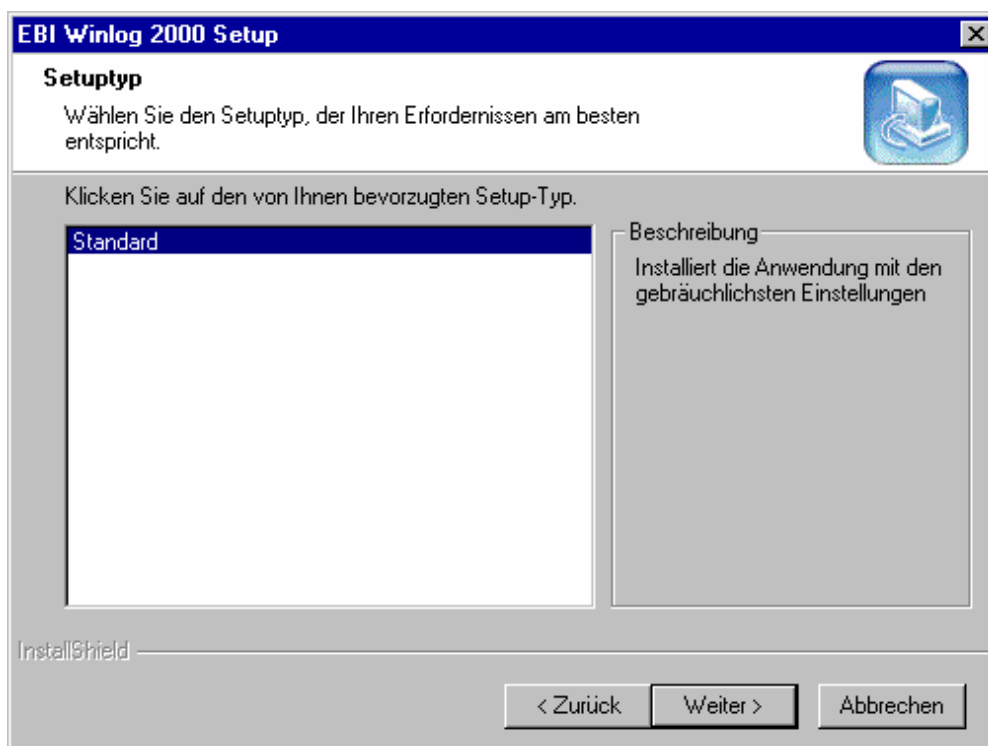 EBI Winlog 2000 Setup
Setuptyp
Wählen Sie den Setuptyp, der Ihren Erfordernissen am besten
entspricht.
Klicken Sie auf den von Ihnen bevorzugten Setup-Typ.
Standard
Beschreibung
Installiert die Anwendung mit den
gebräuchlichsten Einstellungen
InstallShield
< Zurück
Weiter >
Abbrechen